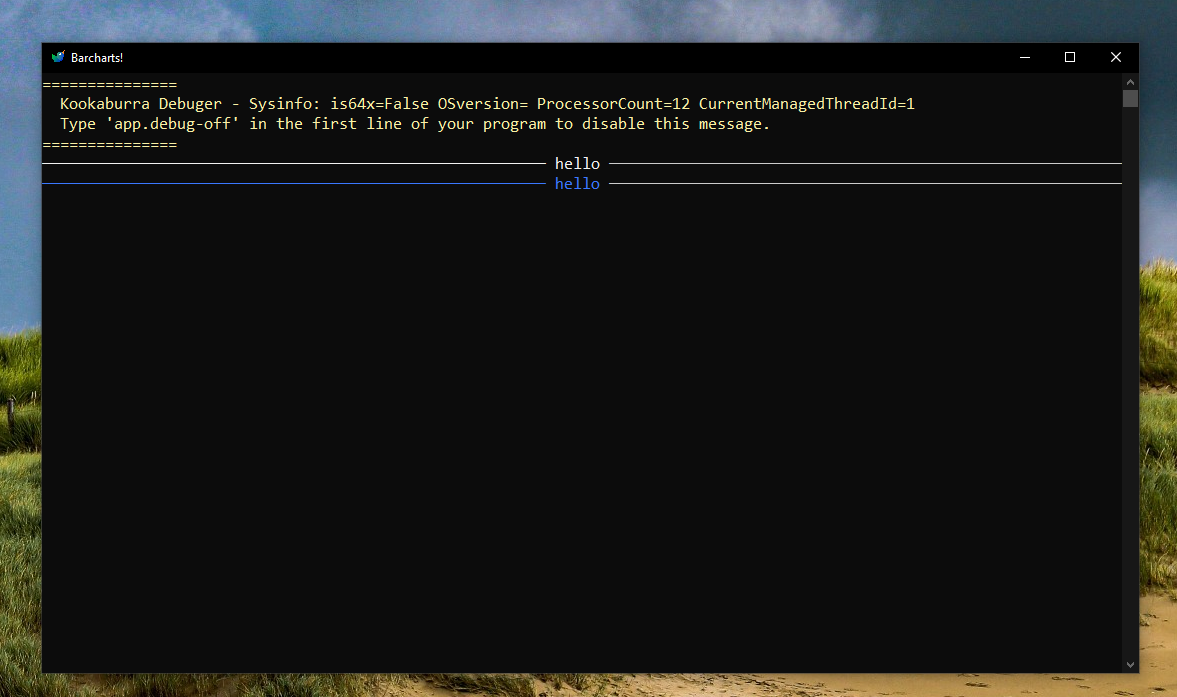 Barcharts!
===============
Kookaburra Debuger - Sysinfo: is64x=False OSversion= ProcessorCount=12 CurrentManagedThreadId=1
Type 'app.debug-off' in the first line of your program to disable this message.
===============
hello
hello